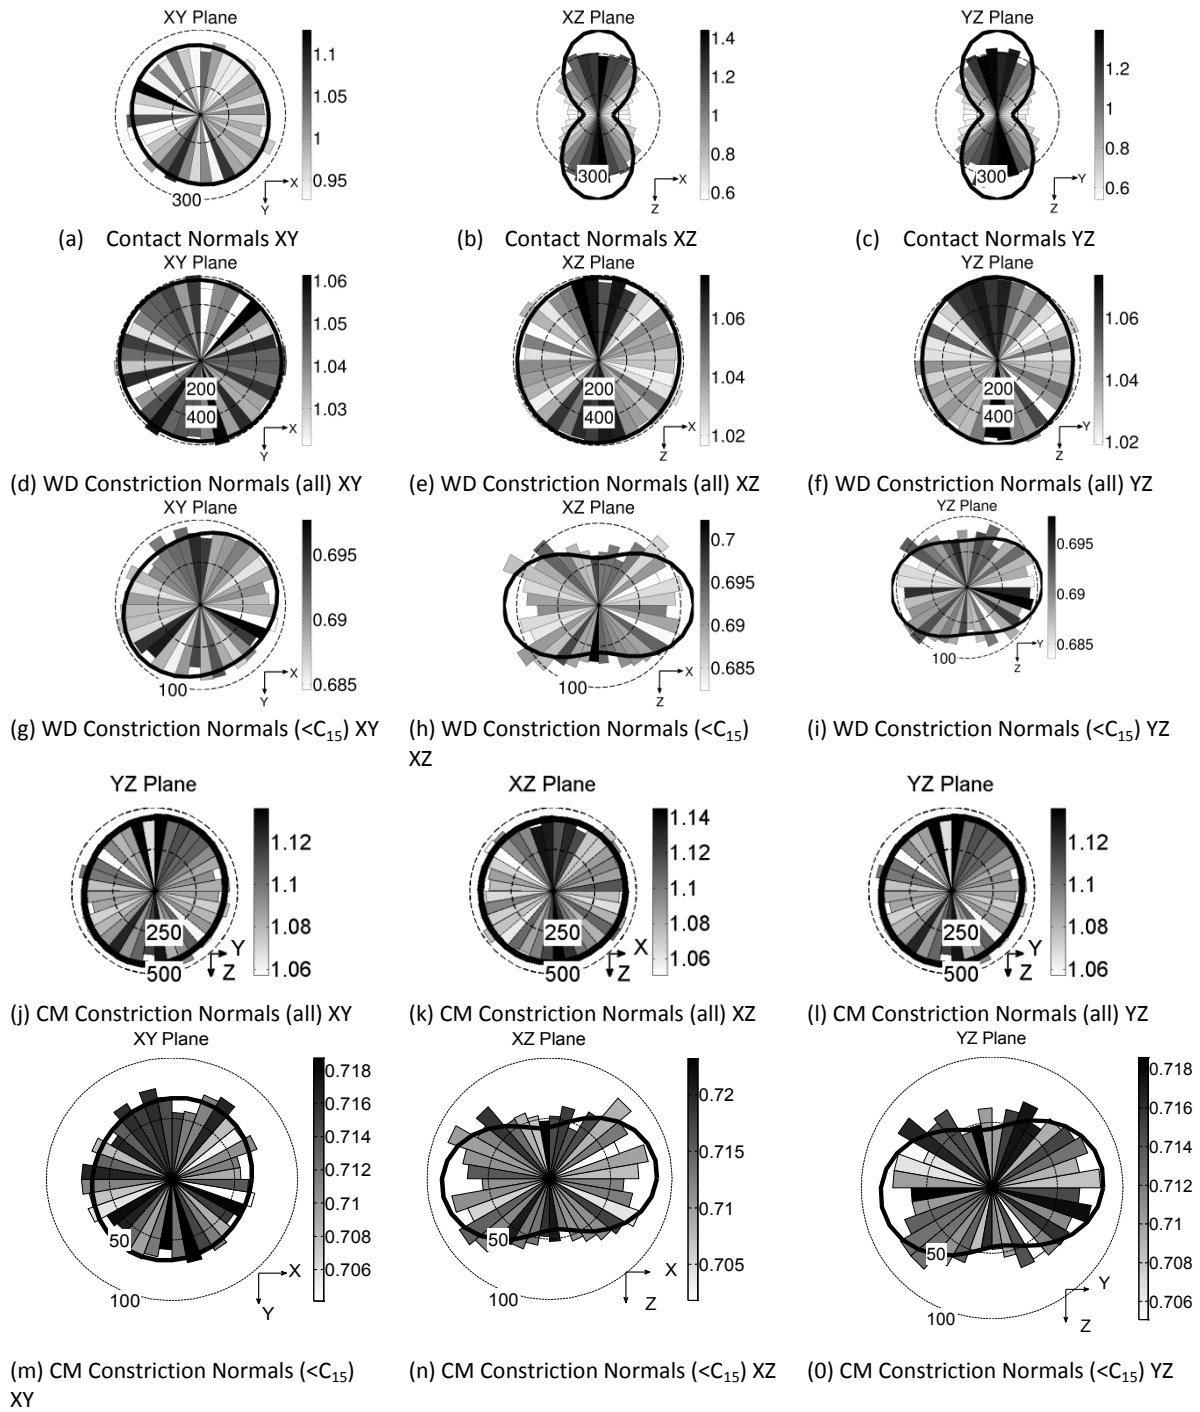 XY Plane
1.1
1.05
1
0.95
300
X
Y
(a) Contact Normals XY
XZ Plane
1.4
1.2
1
0.8
0.6
300
X
Z
(b) Contact Normals XZ
YZ Plane
1.2
1
0.8
0.6
300
Y
Z
(c) Contact Normals YZ
XY Plane
1.06
1.05
1.04
1.03
200
400
X
Y
(d) WD Constriction Normals (all) XY
XZ Plane
1.06
1.04
1.02
200
400
X
Z
(e) WD Constriction Normals (all) XZ
YZ Plane
1.06
1.04
1.02
200
400
Y
Z
(f) WD Constriction Normals (all) YZ
XY Plane
0.695
0.69
0.685
100
X
Y
(g) WD Constriction Normals (<C15) XY
XZ Plane
0.7
0.695
0.69
0.685
100
X
Z
(h) WD Constriction Normals (<C15)
XZ
YZ Plane
0.695
0.69
0.685
100
Y
Z
(i) WD Constriction Normals (<C15) YZ
YZ Plane
1.12
1.1
1.08
1.06
250
500
Y
Z
(j) CM Constriction Normals (all) XY
XZ Plane
1.14
1.12
1.1
1.08
1.06
250
500
X
Z
(k) CM Constriction Normals (all) XZ
YZ Plane
1.12
1.1
1.08
1.06
250
500
Y
Z
(l) CM Constriction Normals (all) YZ
XY Plane
0.718
0.716
0.714
0.712
0.71
0.708
0.706
50
100
X
Y
(m) CM Constriction Normals (<C15)
XY
XZ Plane
0.72
0.715
0.71
0.705
50
100
X
Z
(n) CM Constriction Normals (<C15) XZ
YZ Plane
0.718
0.716
0.714
0.712
0.71
0.708
0.706
50
100
Y
Z
(0) CM Constriction Normals (<C15) YZ